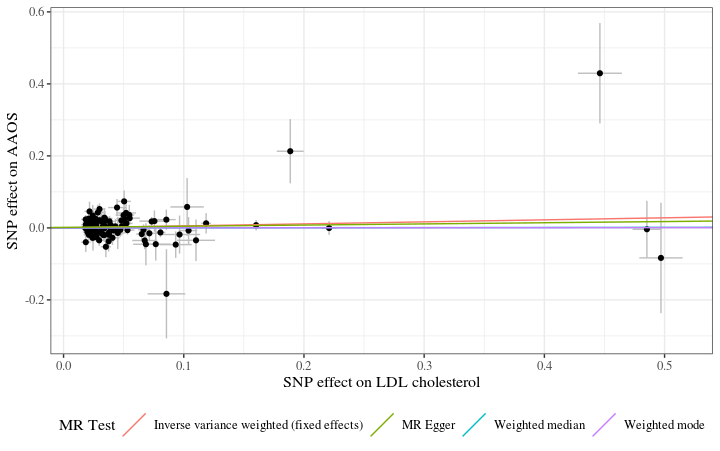 0.6
0.4
0.2
0.0
-0.2
SNP effect on AAOS
0.0 0.1 0.2 0.3 0.4 0.5
SNP effect on LDL cholesterol
MR Test Inverse variance weighted (fixed effects) MR Egger Weighted median Weighted mode